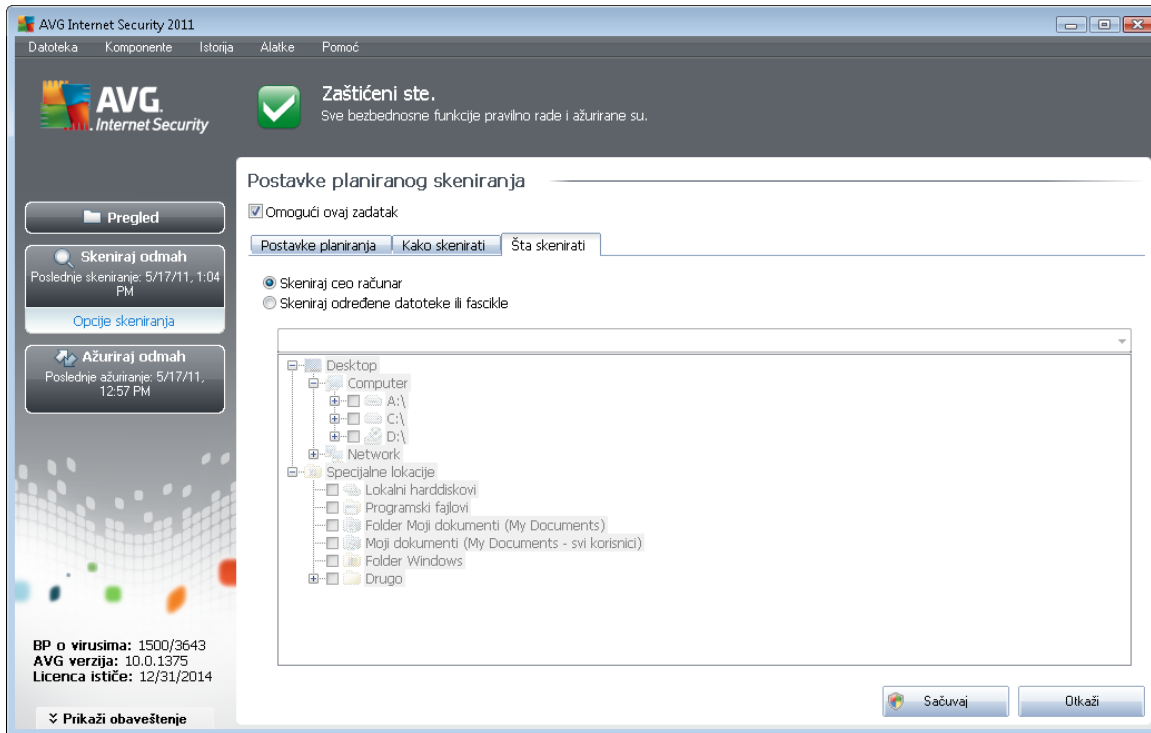 AVG Internet Security 2011
Datoteka Komponente Istorija Alatke Pomoć
AVG.
Internet Security
Zaštićeni ste.
Sve bezbednosne funkcije pravilno rade i ažurirane su.
Pregled
Skeniraj odmah
Poslednje skeniranje: 5/17/11, 1:04
PM
Opcije skeniranja
Ažuriraj odmah
Poslednje ažuriranje: 5/17/11,
12:57 PM
BP o virusima: 1500/3643
AVG verzija: 10.0.1375
Licenca ističe: 12/31/2014
Prikaži obaveštenje
Postavke planiranog skeniranja
Omogući ovaj zadatak
Postavke planiranja Kako skenirati Šta skenirati
Skeniraj ceo računar
Skeniraj određene datoteke ili fascikle
Desktop
Computer
A:\
C:\
D:\
Network
Specijalne lokacije
Lokalni harddiskovi
Programski fajlovi
Folder Moji dokumenti (My Documents)
Moji dokumenti (My Documents - svi korisnici)
Folder Windows
Drugo
Sačuvaj Otkaži